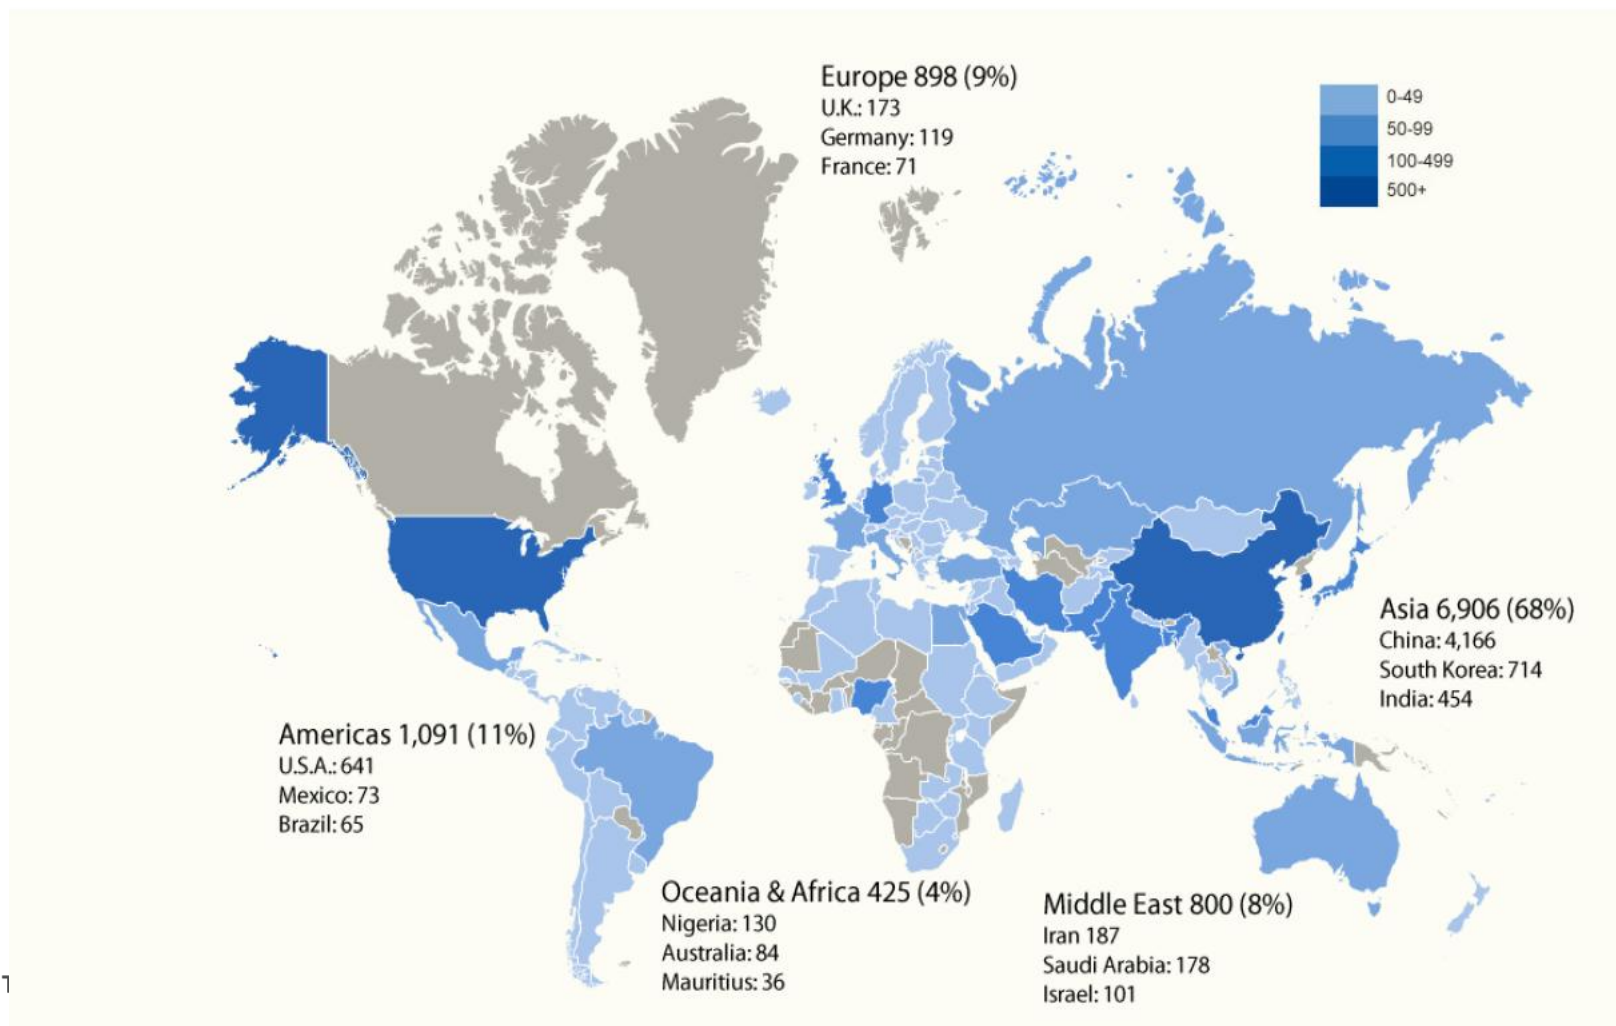 Europe 898 (9%)
U.K.: 173
Germany: 119
France: 71
0-49
50-99
100-499
500+
Asia 6,906 (68%)
China: 4,166
South Korea: 714
India: 454
Americas 1,091 (11%)
U.S.A.: 641
Mexico: 73
Brazil: 65
Oceania & Africa 425 (4%)
Nigeria: 130
Australia: 84
Mauritius: 36
Middle East 800 (8%)
Iran 187
Saudi Arabia: 178
Israel: 101